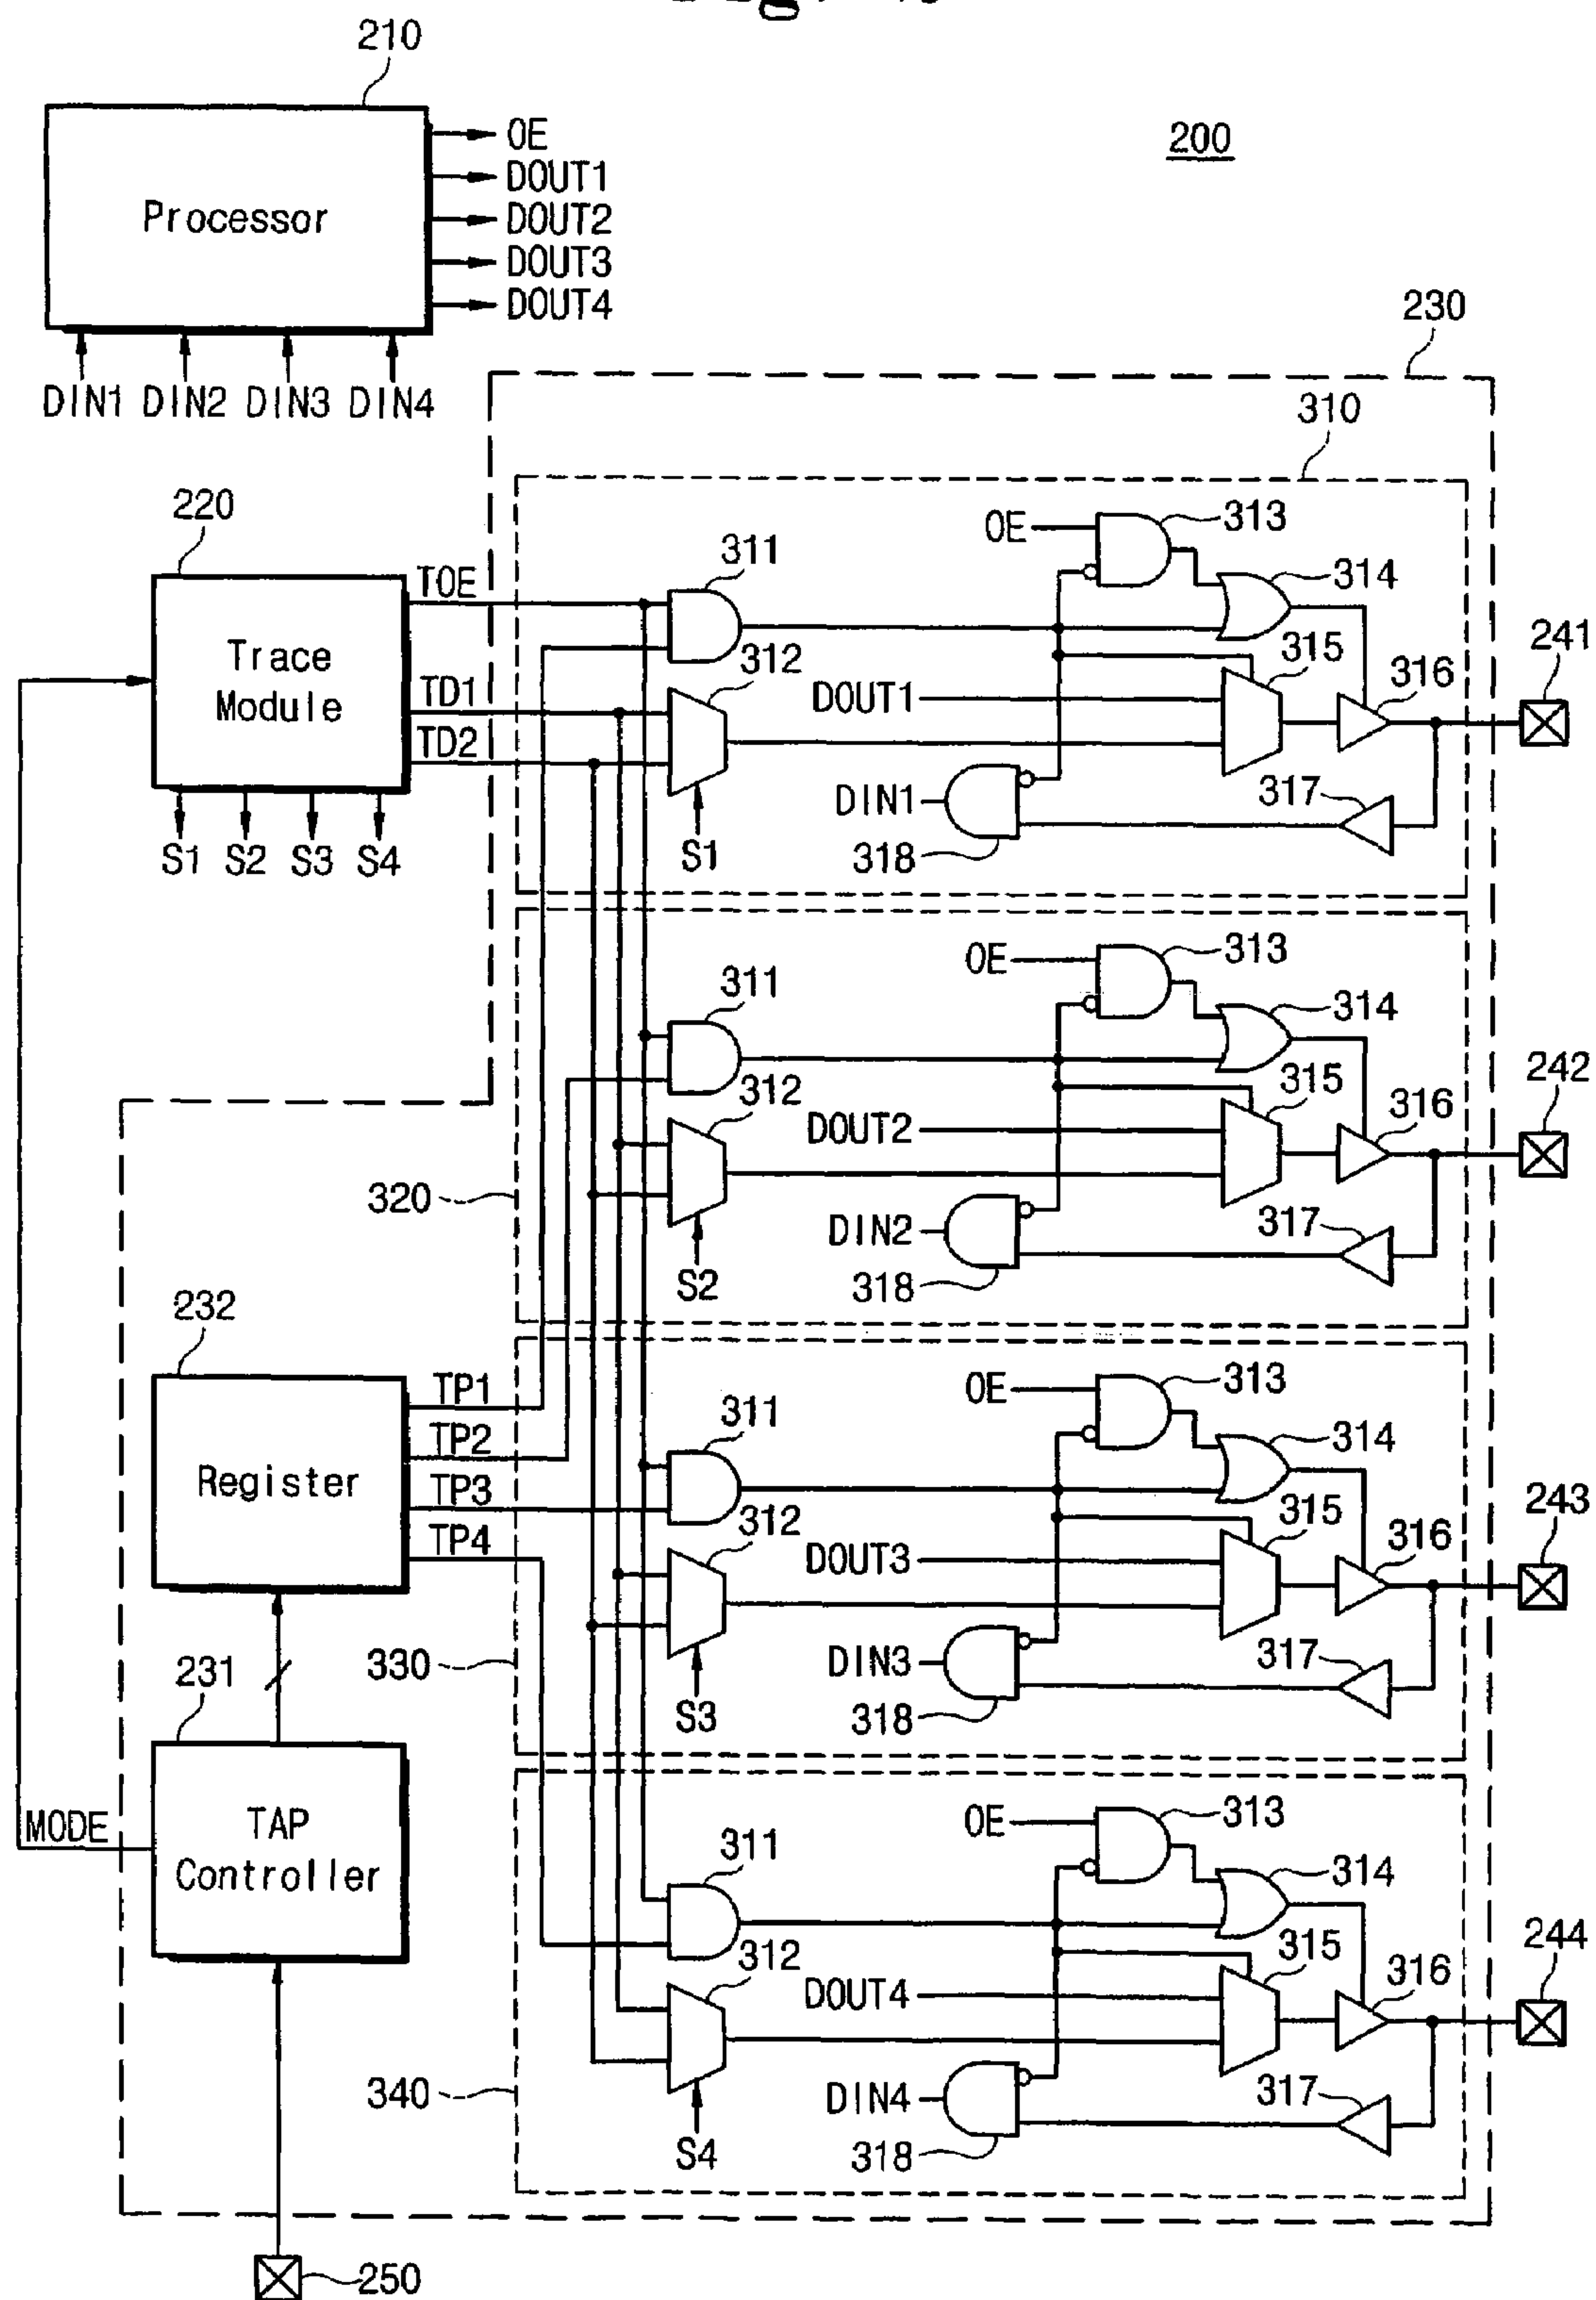 210
OE
DOUT1
DOUT2
DOUT3
DOUT4
Processor
DIN1 DIN2 DIN3 DIN4
200
230
310
220
TOE
Trace
Module
TD1
TD2
S1 S2 S3 S4
311
312
OE
313
314
315
DOUT1
316
241
DIN1
317
318
S1
311
312
OE
313
314
315
DOUT2
316
242
320
DIN2
317
318
S2
232
Register
TP1
TP2
TP3
TP4
311
312
OE
313
314
315
DOUT3
316
243
330
DIN3
317
318
S3
231
TAP
Controller
MODE
311
312
OE
313
314
315
DOUT4
316
244
340
DIN4
317
318
S4
250